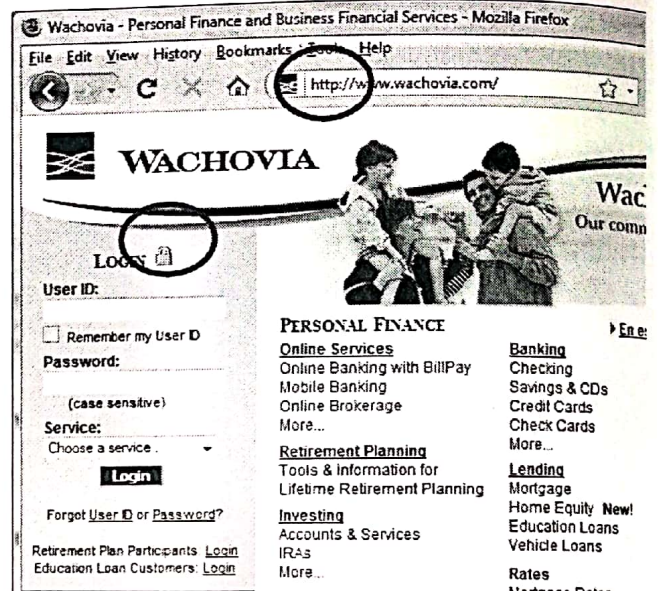 Wachovia - Personal Finance and Business Financial Services - Mozilla Firefox
File Edit View History Bookmarks Tools Help
http://www.wachovia.com/
WACHOVIA
Wac
Our comm
LOGIN
User ID:
Remember my User ID
Password:
(case sensitive)
Service:
Choose a service .
Login
Forgot User ID or Password?
Retirement Plan Participants Login
Education Loan Customers: Login
PERSONAL FINANCE
Online Services
Online Banking with BillPay
Mobile Banking
Online Brokerage
More...
Retirement Planning
Tools & Information for
Lifetime Retirement Planning
Investing
Accounts & Services
IRAs
More...
En es
Banking
Checking
Savings & CDs
Credit Cards
Check Cards
More...
Lending
Mortgage
Home Equity New!
Education Loans
Vehicle Loans
Rates
Mortgage Rates